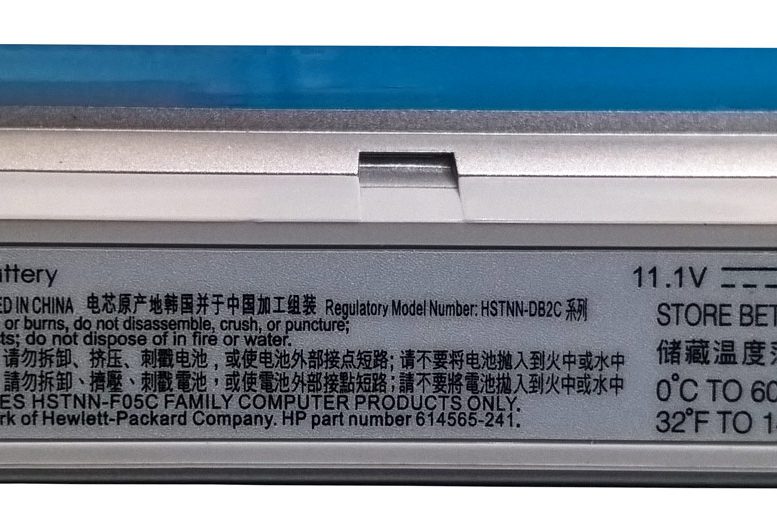 ttery
ED IN CHINA 电芯原产地韩国并于中国加工组装 Regulatory Model Number: HSTNN-DB2C 系列
or burns, do not disassemble, crush, or puncture;
ts; do not dispose of in fire or water.
请勿拆卸、挤压、刺戳电池，或使电池外部接点短路；请不要将电池拋入到火中或水中
請勿拆卸、擠壓、刺戳電池，或使電池外部接點短路；請不要將電池拋入到火中或水中
ES HSTNN-F05C FAMILY COMPUTER PRODUCTS ONLY.
rk of Hewlett-Packard Company. HP part number 614565-241.
11.1V
STORE BET
储藏温度
0°C TO 60
32°F TO 1